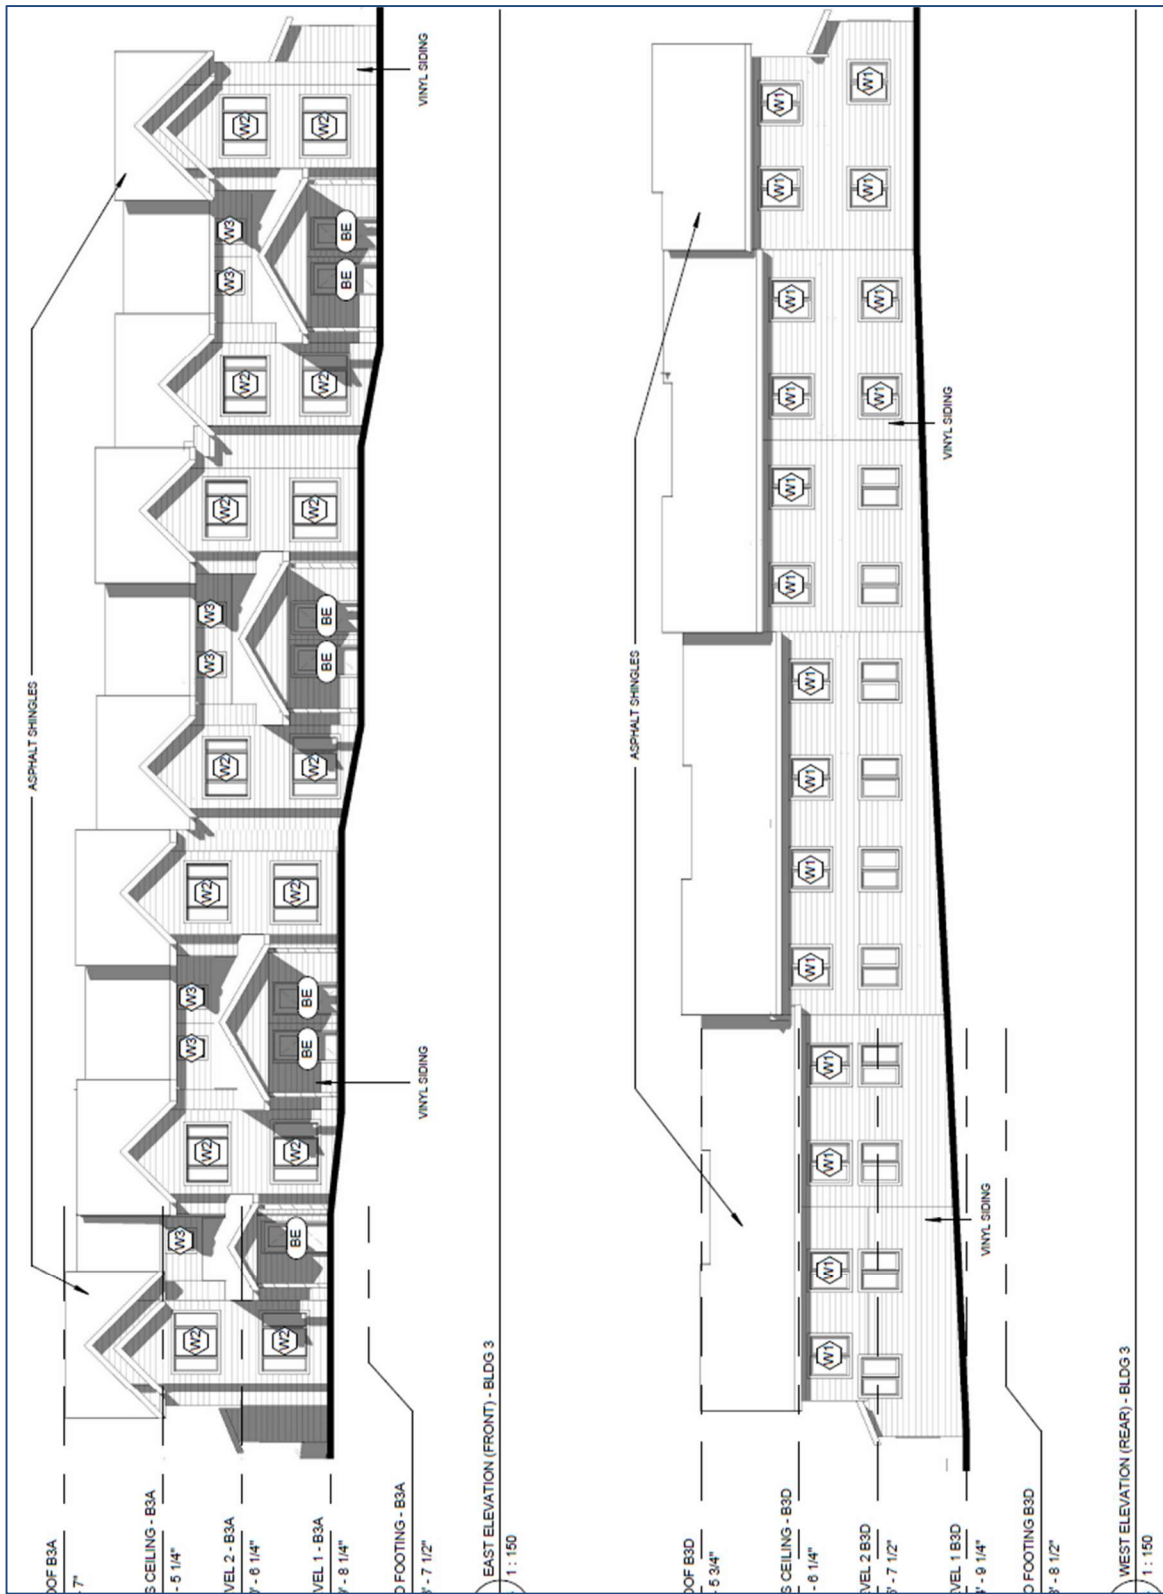 ASPHALT SHINGLES
OOF B3A
- 7"
S CEILING - B3A
- 5 1/4"
W2 W3 W2 W3 W3 W2 W2 W3 W3 W2 W2 W3 W3 W2
VEL 2 - B3A
' - 6 1/4"
W2 BE W2 BE BE W2 W2 BE BE W2 W2 BE BE W2
VEL 1 - B3A
' - 8 1/4"
VINYL SIDING
VINYL SIDING
O FOOTING - B3A
' - 7 1/2"
EAST ELEVATION (FRONT) - BLDG 3
1 : 150
ASPHALT SHINGLES
OOF B3D
- 5 3/4"
S CEILING - B3D
- 6 1/4"
W1 W1 W1 W1 W1 W1 W1 W1 W1 W1 W1 W1 W1 W1
VEL 2 B3D
' - 7 1/2"
W1 W1 W1 W1
VEL 1 B3D
' - 9 1/4"
VINYL SIDING
VINYL SIDING
O FOOTING B3D
' - 8 1/2"
WEST ELEVATION (REAR) - BLDG 3
1 : 150